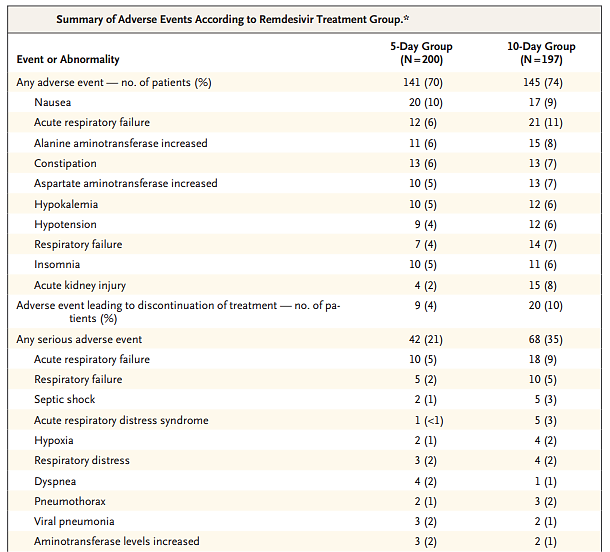 Summary of Adverse Events According to Remdesivir Treatment Group.*
Event or Abnormality 5-Day Group (N=200) 10-Day Group (N=197)
Any adverse event — no. of patients (%) 141 (70) 145 (74)
Nausea 20 (10) 17 (9)
Acute respiratory failure 12 (6) 21 (11)
Alanine aminotransferase increased 11 (6) 15 (8)
Constipation 13 (6) 13 (7)
Aspartate aminotransferase increased 10 (5) 13 (7)
Hypokalemia 10 (5) 12 (6)
Hypotension 9 (4) 12 (6)
Respiratory failure 7 (4) 14 (7)
Insomnia 10 (5) 11 (6)
Acute kidney injury 4 (2) 15 (8)
Adverse event leading to discontinuation of treatment — no. of pa- 9 (4) 20 (10)
tients (%)
Any serious adverse event 42 (21) 68 (35)
Acute respiratory failure 10 (5) 18 (9)
Respiratory failure 5 (2) 10 (5)
Septic shock 2 (1) 5 (3)
Acute respiratory distress syndrome 1 (<1) 5 (3)
Hypoxia 2 (1) 4 (2)
Respiratory distress 3 (2) 4 (2)
Dyspnea 4 (2) 1 (1)
Pneumothorax 2 (1) 3 (2)
Viral pneumonia 3 (2) 2 (1)
Aminotransferase levels increased 3 (2) 2 (1)